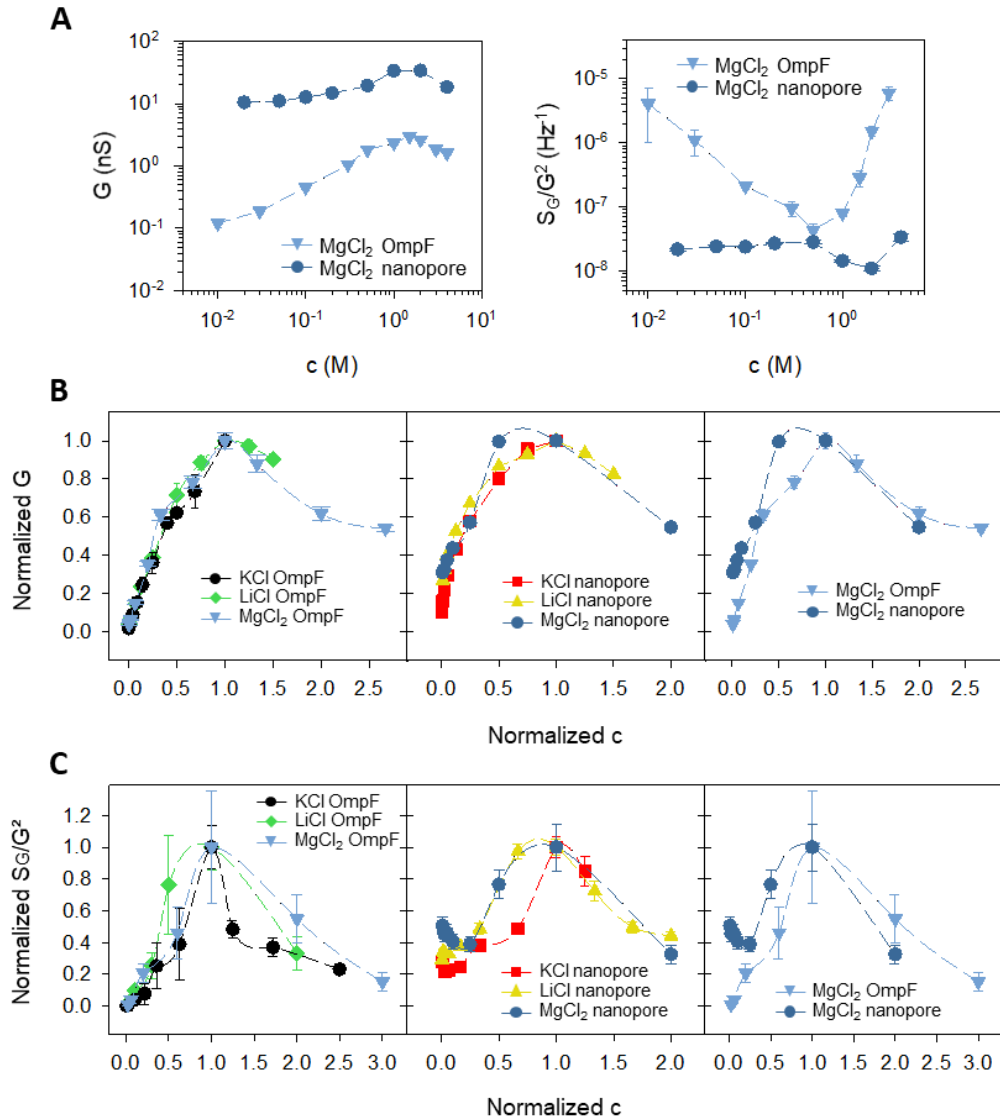 A
10²
10¹
10⁰
10⁻¹
10⁻²
G (nS)
MgCl₂ OmpF
MgCl₂ nanopore
10⁻² 10⁻¹ 10⁰ 10¹
c (M)
10⁻⁵
10⁻⁶
10⁻⁷
10⁻⁸
S_G/G² (Hz⁻¹)
MgCl₂ OmpF
MgCl₂ nanopore
10⁻² 10⁻¹ 10⁰
c (M)
B
Normalized G
1.0
0.8
0.6
0.4
0.2
0.0
KCl OmpF
LiCl OmpF
MgCl₂ OmpF
KCl nanopore
LiCl nanopore
MgCl₂ nanopore
MgCl₂ OmpF
MgCl₂ nanopore
0.0 0.5 1.0 1.5 2.0 2.5
0.0 0.5 1.0 1.5 2.0
0.0 0.5 1.0 1.5 2.0 2.5
Normalized c
C
Normalized S_G/G²
1.2
1.0
0.8
0.6
0.4
0.2
0.0
KCl OmpF
LiCl OmpF
MgCl₂ OmpF
KCl nanopore
LiCl nanopore
MgCl₂ nanopore
MgCl₂ OmpF
MgCl₂ nanopore
0.0 0.5 1.0 1.5 2.0 2.5 3.0
0.0 0.5 1.0 1.5 2.0
0.0 0.5 1.0 1.5 2.0 2.5 3.0
Normalized c